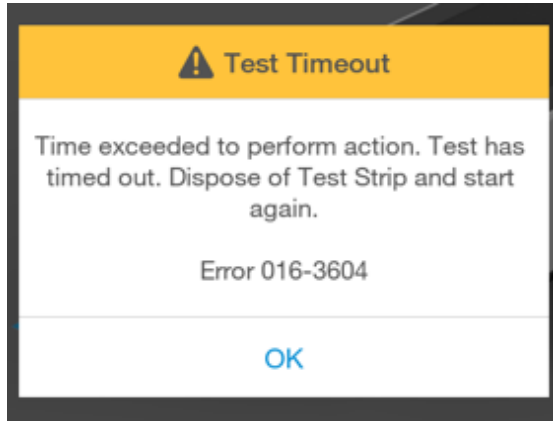 Test Timeout
Time exceeded to perform action. Test has
timed out. Dispose of Test Strip and start
again.
Error 016-3604
OK